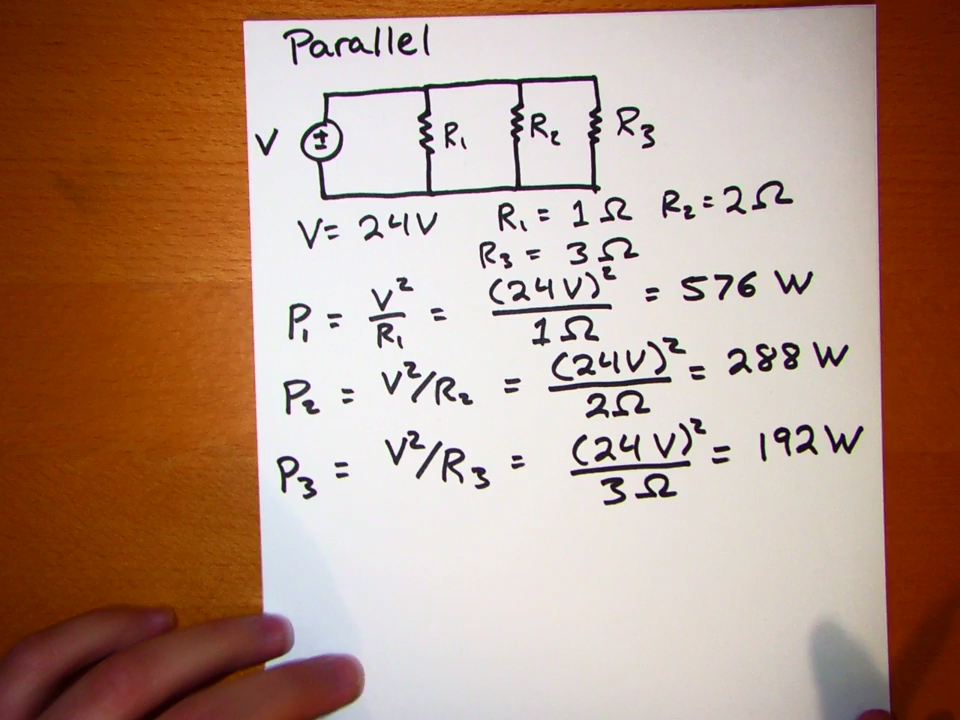 Parallel
V ± R₁ R₂ R₃
V = 24V R₁ = 1Ω R₂ = 2Ω
R₃ = 3Ω
P₁ = V²/R₁ = (24V)²/1Ω = 576 W
P₂ = V²/R₂ = (24V)²/2Ω = 288 W
P₃ = V²/R₃ = (24V)²/3Ω = 192 W